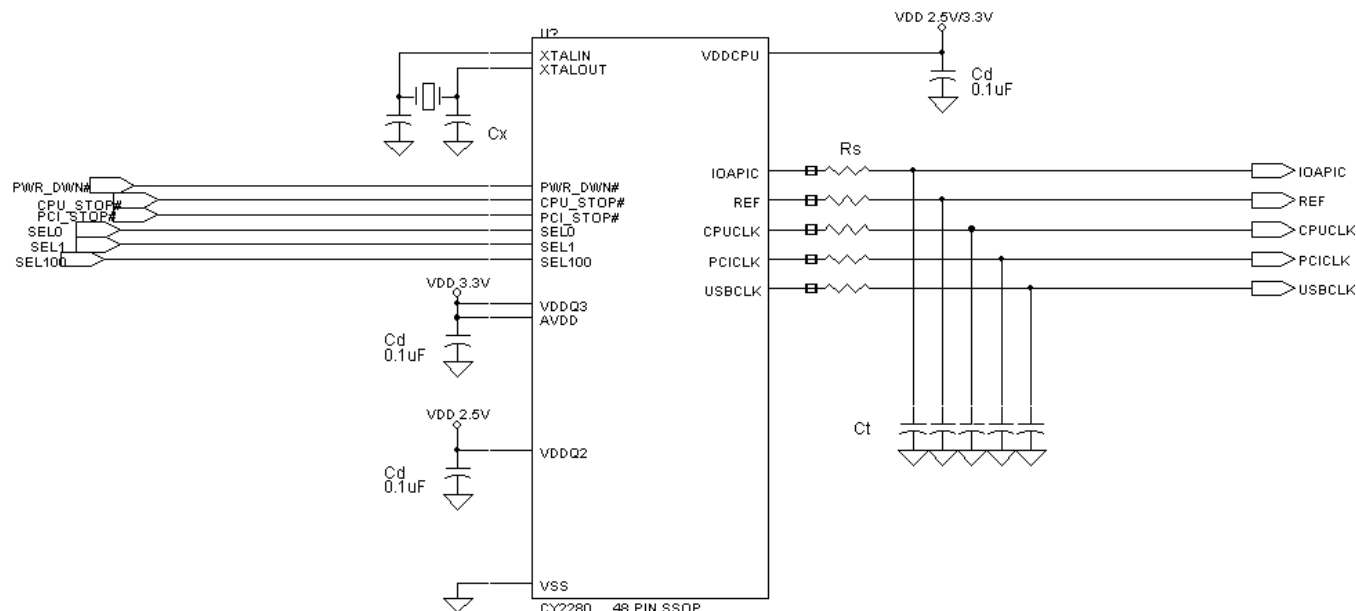 VDD 2.5V/3.3V
U?
XTALIN
XTALOUT
VDDCPU
Cd
0.1uF
Cx
Rs
PWR_DWN#
CPU_STOP#
PCI_STOP#
SEL0
SEL1
SEL100
PWR_DWN#
CPU_STOP#
PCI_STOP#
SEL0
SEL1
SEL100
IOAPIC
REF
CPUCLK
PCICLK
USBCLK
IOAPIC
REF
CPUCLK
PCICLK
USBCLK
VDD 3.3V
VDDQ3
AVDD
Cd
0.1uF
VDD 2.5V
VDDQ2
Cd
0.1uF
Ct
VSS
CY2280 48 PIN SSOP